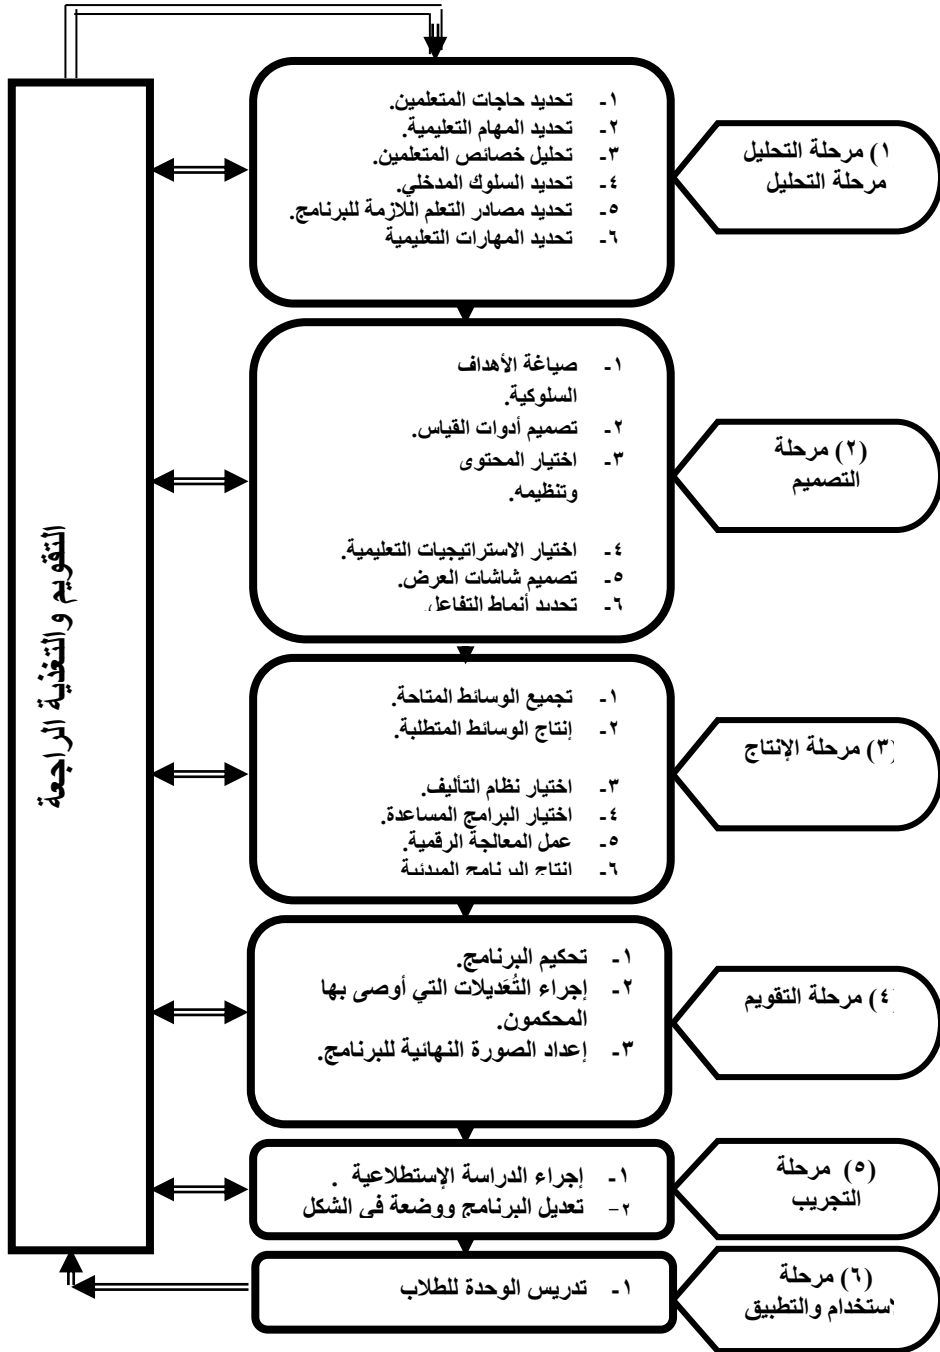 ١) مرحلة التحليل
مرحلة التحليل
١- تحديد حاجات المتعلمين.
٢- تحديد المهام التعليمية.
٣- تحليل خصائص المتعلمين.
٤- تحديد السلوك المدخلي.
٥- تحديد مصادر التعلم اللازمة للبرنامج.
٦- تحديد المهارات التعليمية
(٢) مرحلة
التصميم
١- صياغة الأهداف
السلوكية.
٢- تصميم أدوات القياس.
٣- اختيار المحتوى
وتنظيمه.
٤- اختيار الاستراتيجيات التعليمية.
٥- تصميم شاشات العرض.
٦- تحديد أنماط التفاعل
٣) مرحلة الإنتاج
١- تجميع الوسائط المتاحة.
٢- إنتاج الوسائط المتطلبة.
٣- اختيار نظام التأليف.
٤- اختيار البرامج المساعدة.
٥- عمل المعالجة الرقمية.
٦- انتاج البرنامج المبدئية
٤) مرحلة التقويم
١- تحكيم البرنامج.
٢- إجراء التُعديلات التي أوصى بها
المحكمون.
٣- إعداد الصورة النهائية للبرنامج.
(٥) مرحلة
التجريب
١- إجراء الدراسة الإستطلاعية .
٢- تعديل البرنامج ووضعة في الشكل
(٦) مرحلة
ستخدام والتطبيق
١- تدريس الوحدة للطلاب
التقويم والتغذية الراجعة